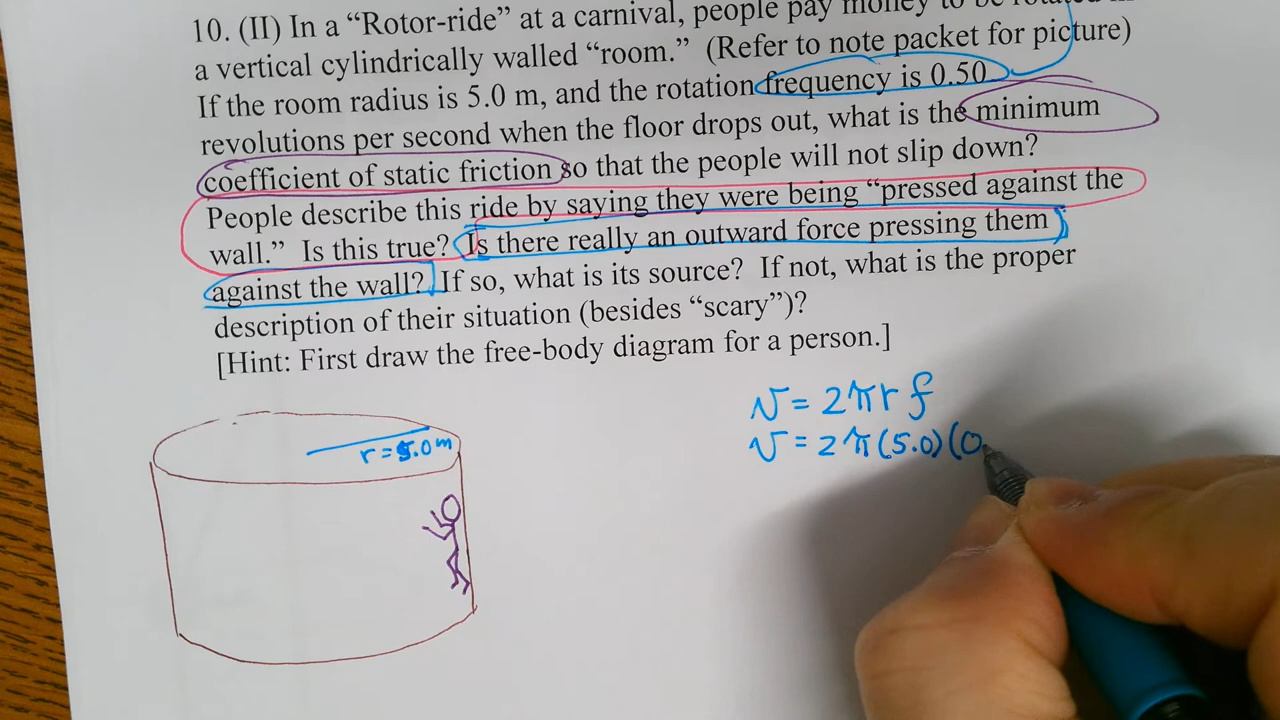 10. (II) In a “Rotor-ride” at a carnival, people pay money to be rotated in
a vertical cylindrically walled “room.” (Refer to note packet for picture)
If the room radius is 5.0 m, and the rotation frequency is 0.50
revolutions per second when the floor drops out, what is the minimum
coefficient of static friction so that the people will not slip down?
People describe this ride by saying they were being “pressed against the
wall.” Is this true? Is there really an outward force pressing them
against the wall? If so, what is its source? If not, what is the proper
description of their situation (besides “scary”)?
[Hint: First draw the free-body diagram for a person.]
v = 2πr f
v = 2π(5.0)(0.
r = 5.0m